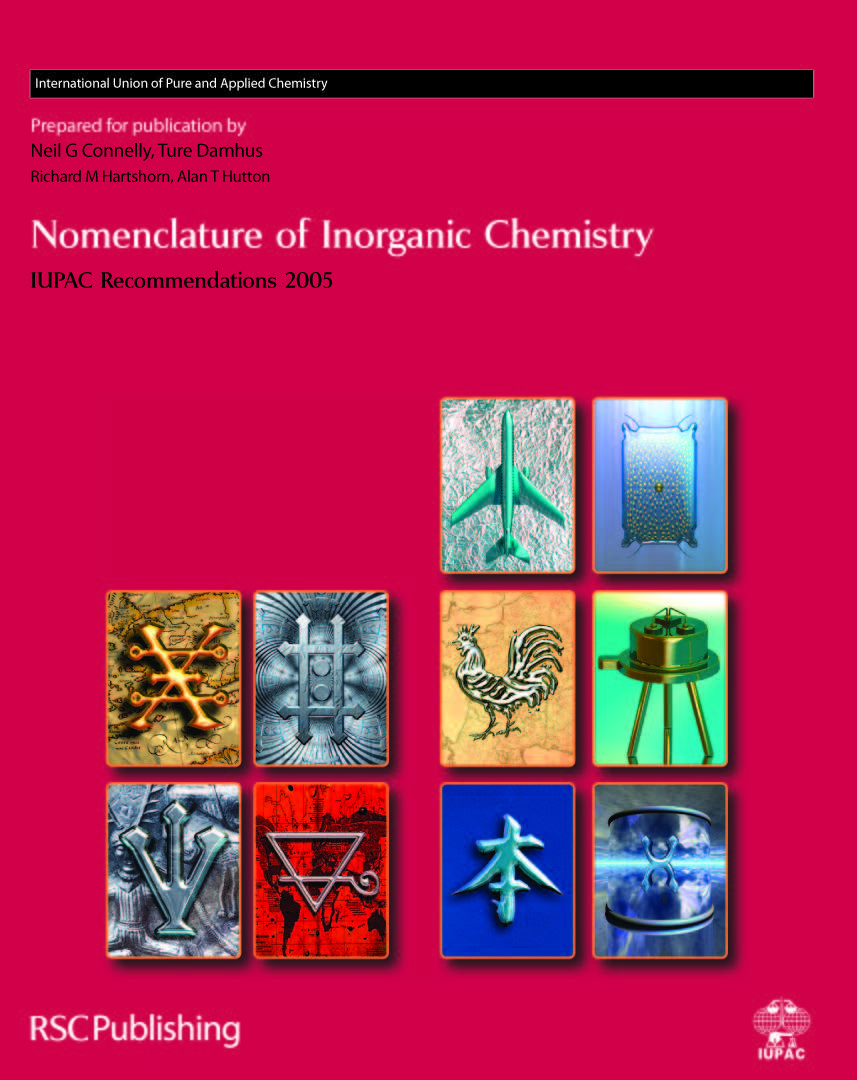 International Union of Pure and Applied Chemistry
Prepared for publication by
Neil G Connelly, Ture Damhus
Richard M Hartshorn, Alan T Hutton
Nomenclature of Inorganic Chemistry
IUPAC Recommendations 2005
本
RSCPublishing
IUPAC